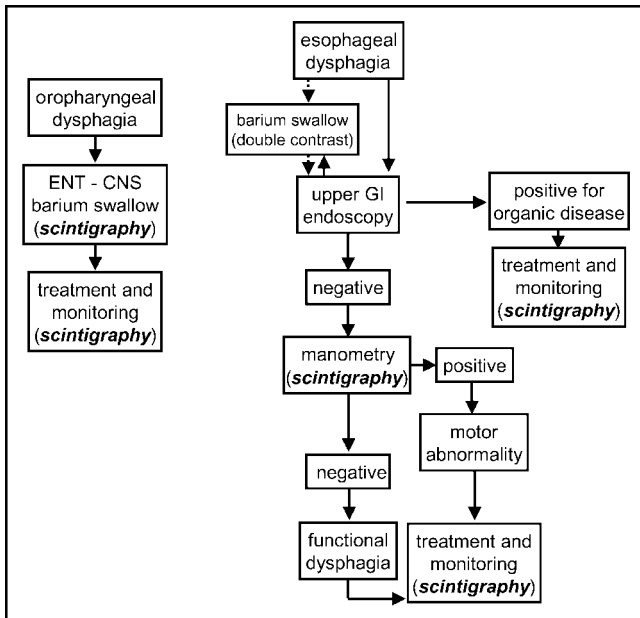 oropharyngeal
dysphagia
ENT - CNS
barium swallow
(scintigraphy)
treatment and
monitoring
(scintigraphy)
esophageal
dysphagia
barium swallow
(double contrast)
upper GI
endoscopy
positive for
organic disease
treatment and
monitoring
(scintigraphy)
negative
manometry
(scintigraphy)
positive
motor
abnormality
negative
functional
dysphagia
treatment and
monitoring
(scintigraphy)